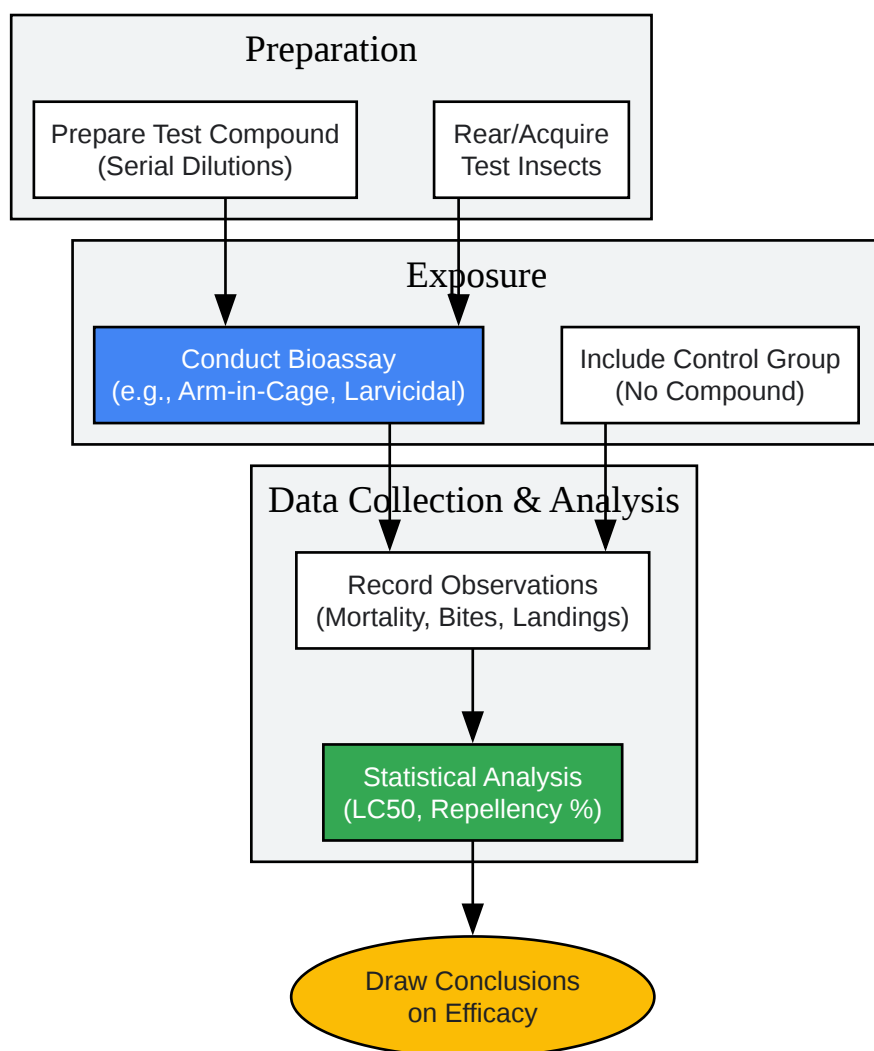 Preparation
Prepare Test Compound
(Serial Dilutions)
Rear/Acquire
Test Insects
Exposure
Conduct Bioassay
(e.g., Arm-in-Cage, Larvicidal)
Include Control Group
(No Compound)
Data Collection & Analysis
Record Observations
(Mortality, Bites, Landings)
Statistical Analysis
(LC50, Repellency %)
Draw Conclusions
on Efficacy